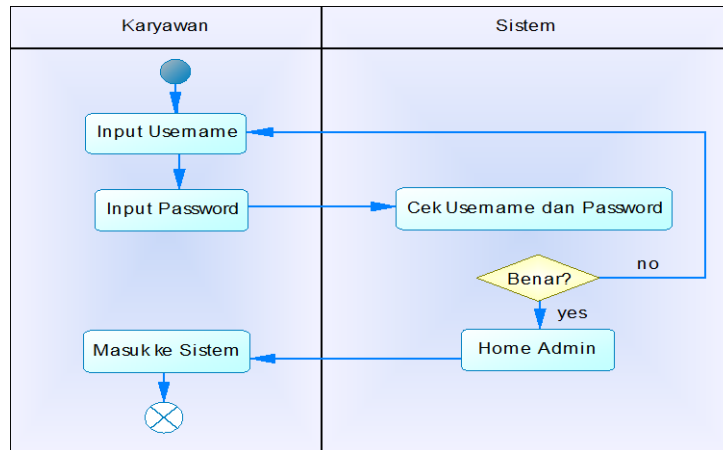 Karyawan
Sistem
Input Username
Input Password
Cek Username dan Password
Benar?
no
yes
Masuk ke Sistem
Home Admin